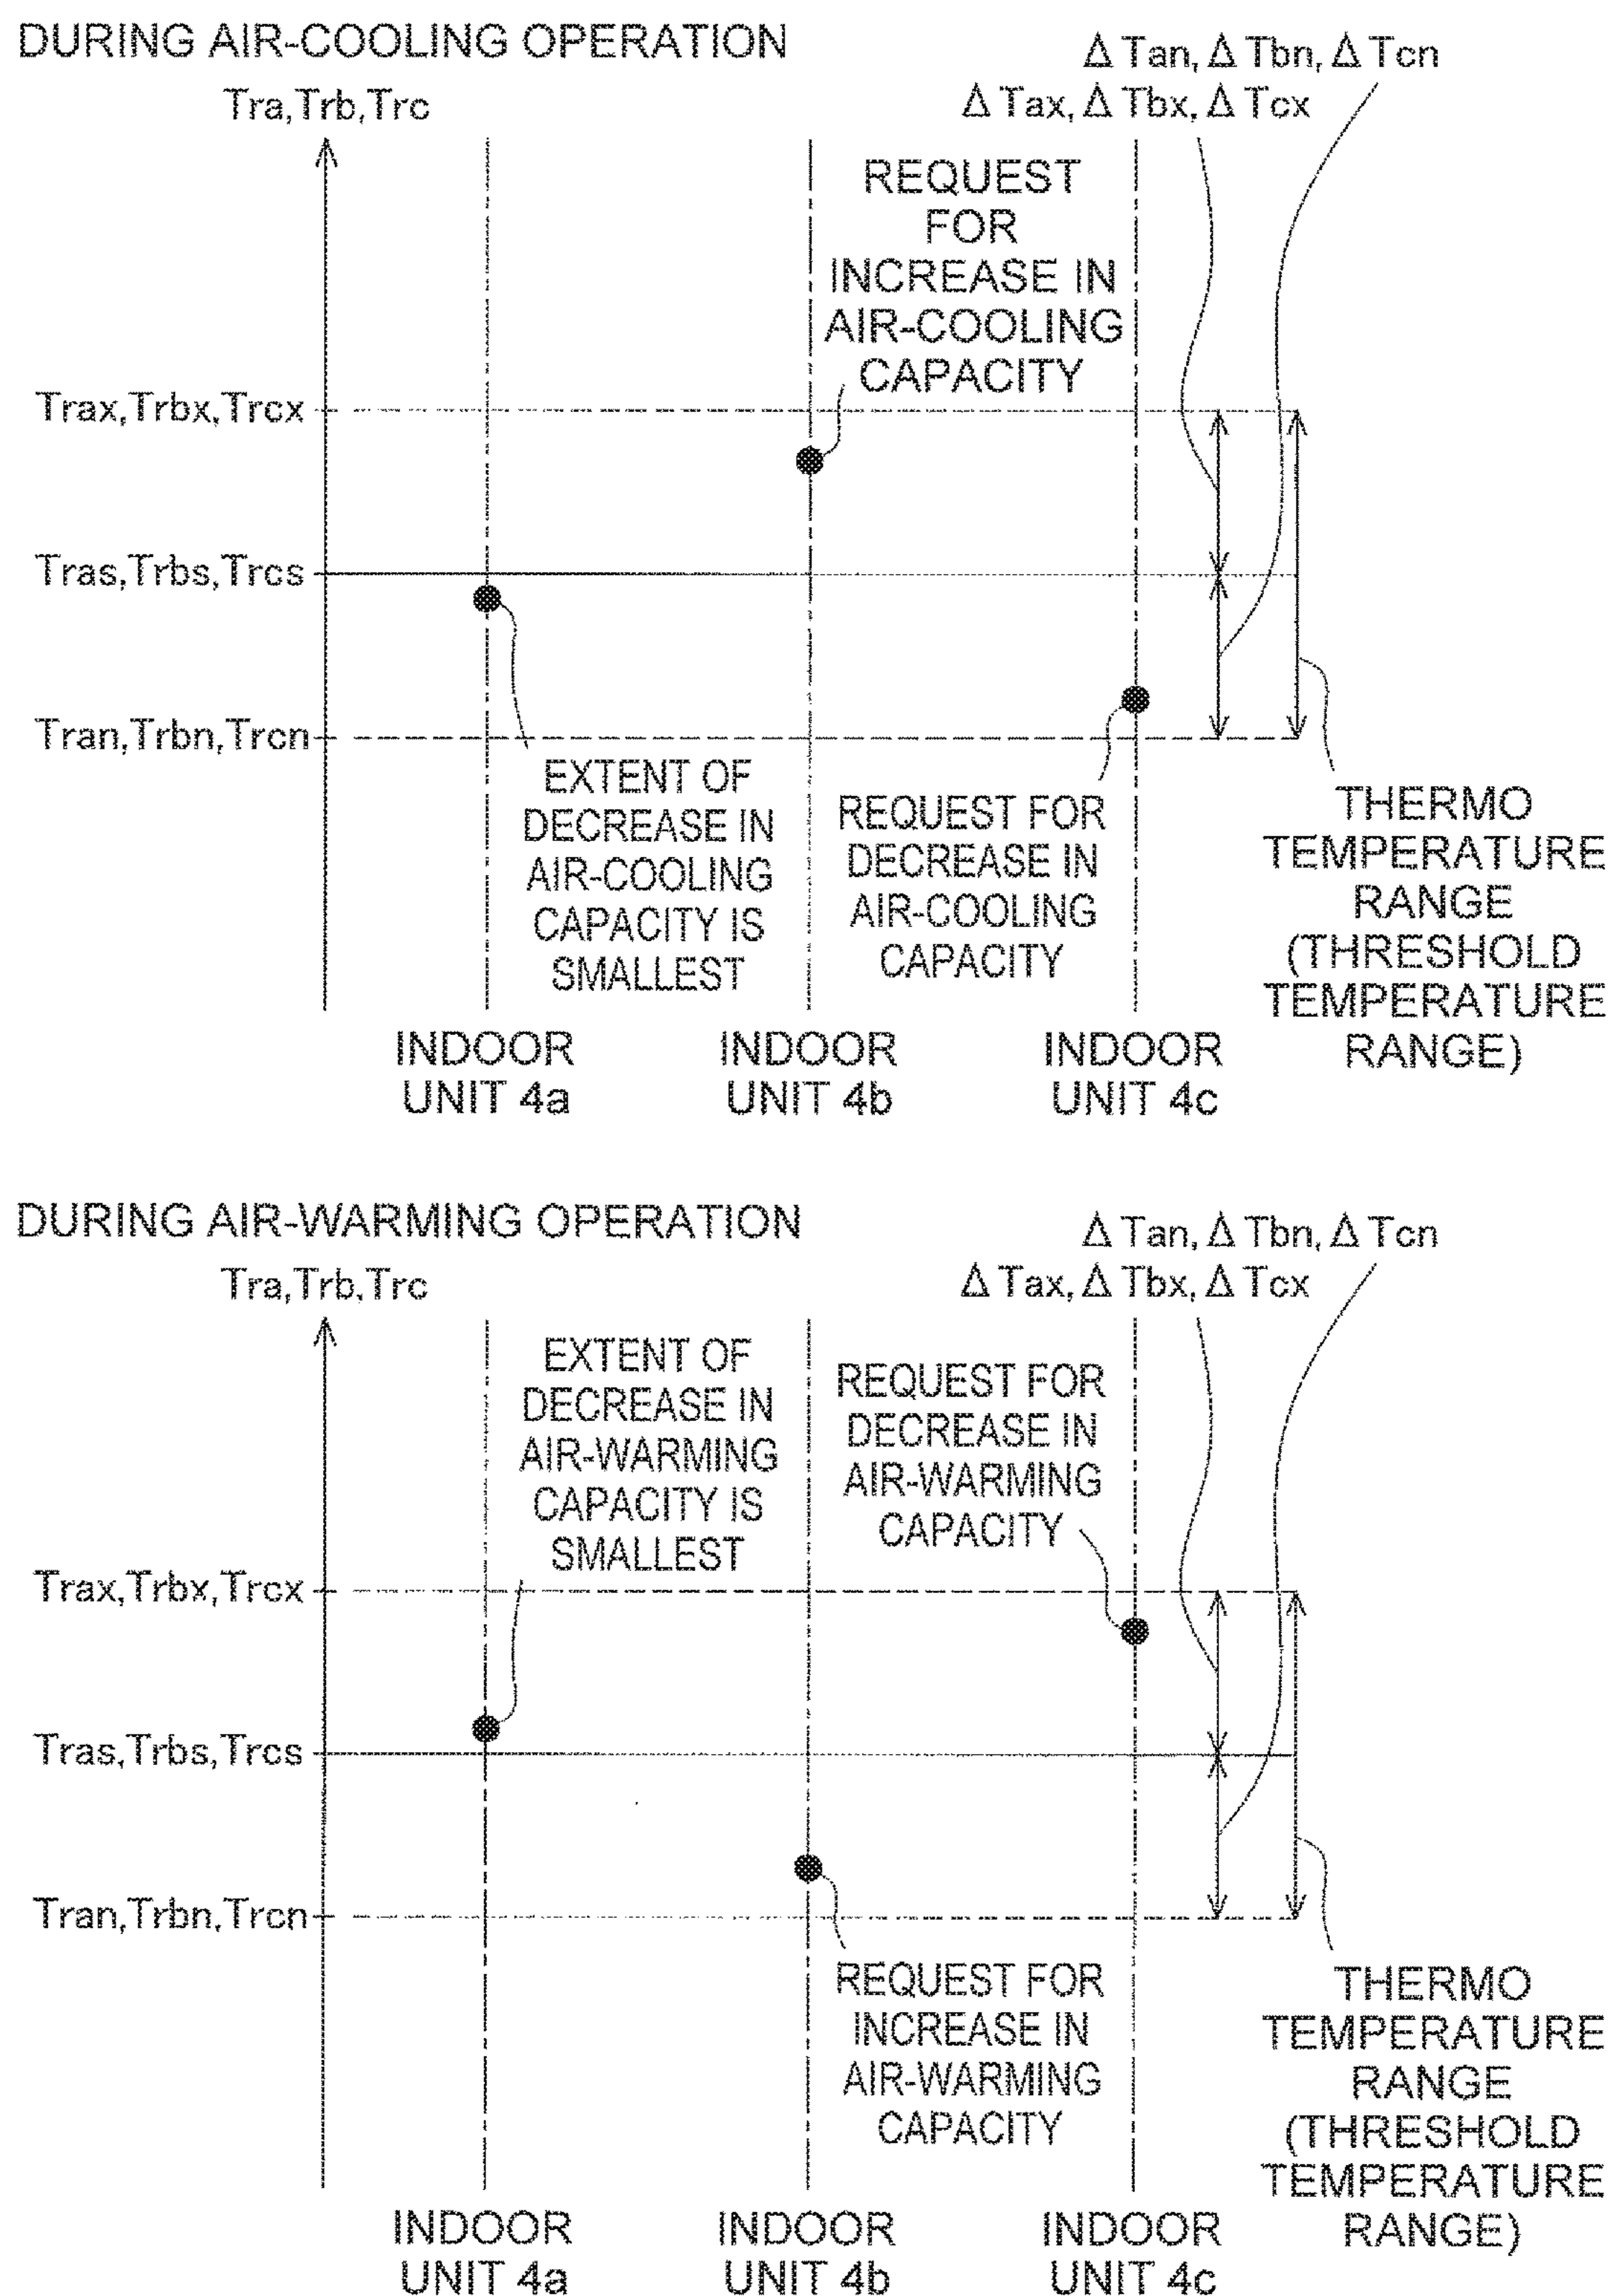 DURING AIR-COOLING OPERATION
Tra,Trb,Trc
Δ Tan, Δ Tbn, Δ Tcn
Δ Tax, Δ Tbx, Δ Tcx
REQUEST
FOR
INCREASE IN
AIR-COOLING
CAPACITY
Trax,Trbx,Trcx
Tras,Trbs,Trcs
Tran,Trbn,Trcn
EXTENT OF
DECREASE IN
AIR-COOLING
CAPACITY IS
SMALLEST
REQUEST FOR
DECREASE IN
AIR-COOLING
CAPACITY
THERMO
TEMPERATURE
RANGE
(THRESHOLD
TEMPERATURE
RANGE)
INDOOR
UNIT 4a
INDOOR
UNIT 4b
INDOOR
UNIT 4c
DURING AIR-WARMING OPERATION
Tra,Trb,Trc
Δ Tan, Δ Tbn, Δ Tcn
Δ Tax, Δ Tbx, Δ Tcx
EXTENT OF
DECREASE IN
AIR-WARMING
CAPACITY IS
SMALLEST
REQUEST FOR
DECREASE IN
AIR-WARMING
CAPACITY
Trax,Trbx,Trcx
Tras,Trbs,Trcs
Tran,Trbn,Trcn
REQUEST FOR
INCREASE IN
AIR-WARMING
CAPACITY
THERMO
TEMPERATURE
RANGE
(THRESHOLD
TEMPERATURE
RANGE)
INDOOR
UNIT 4a
INDOOR
UNIT 4b
INDOOR
UNIT 4c